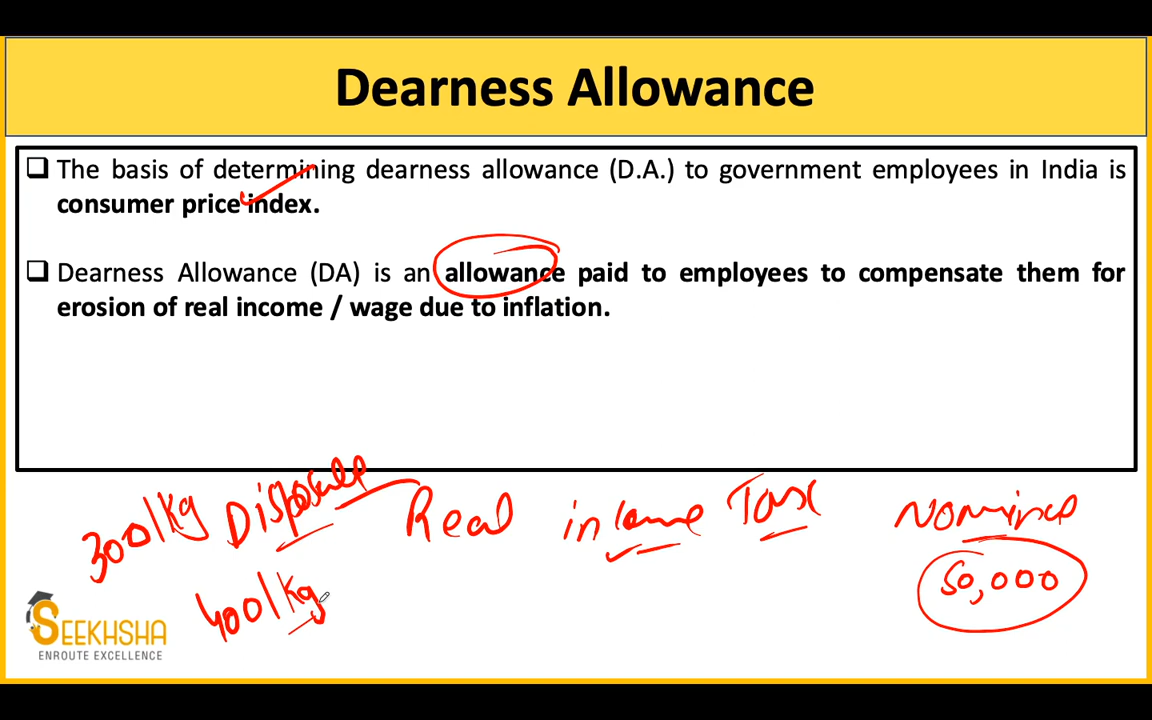 Dearness Allowance
The basis of determining dearness allowance (D.A.) to government employees in India is
consumer price index.
Dearness Allowance (DA) is an allowance paid to employees to compensate them for
erosion of real income / wage due to inflation.
300/kg Real income Tax
50,000
400/kg
SEEKHSHA
ENROUTE EXCELLENCE